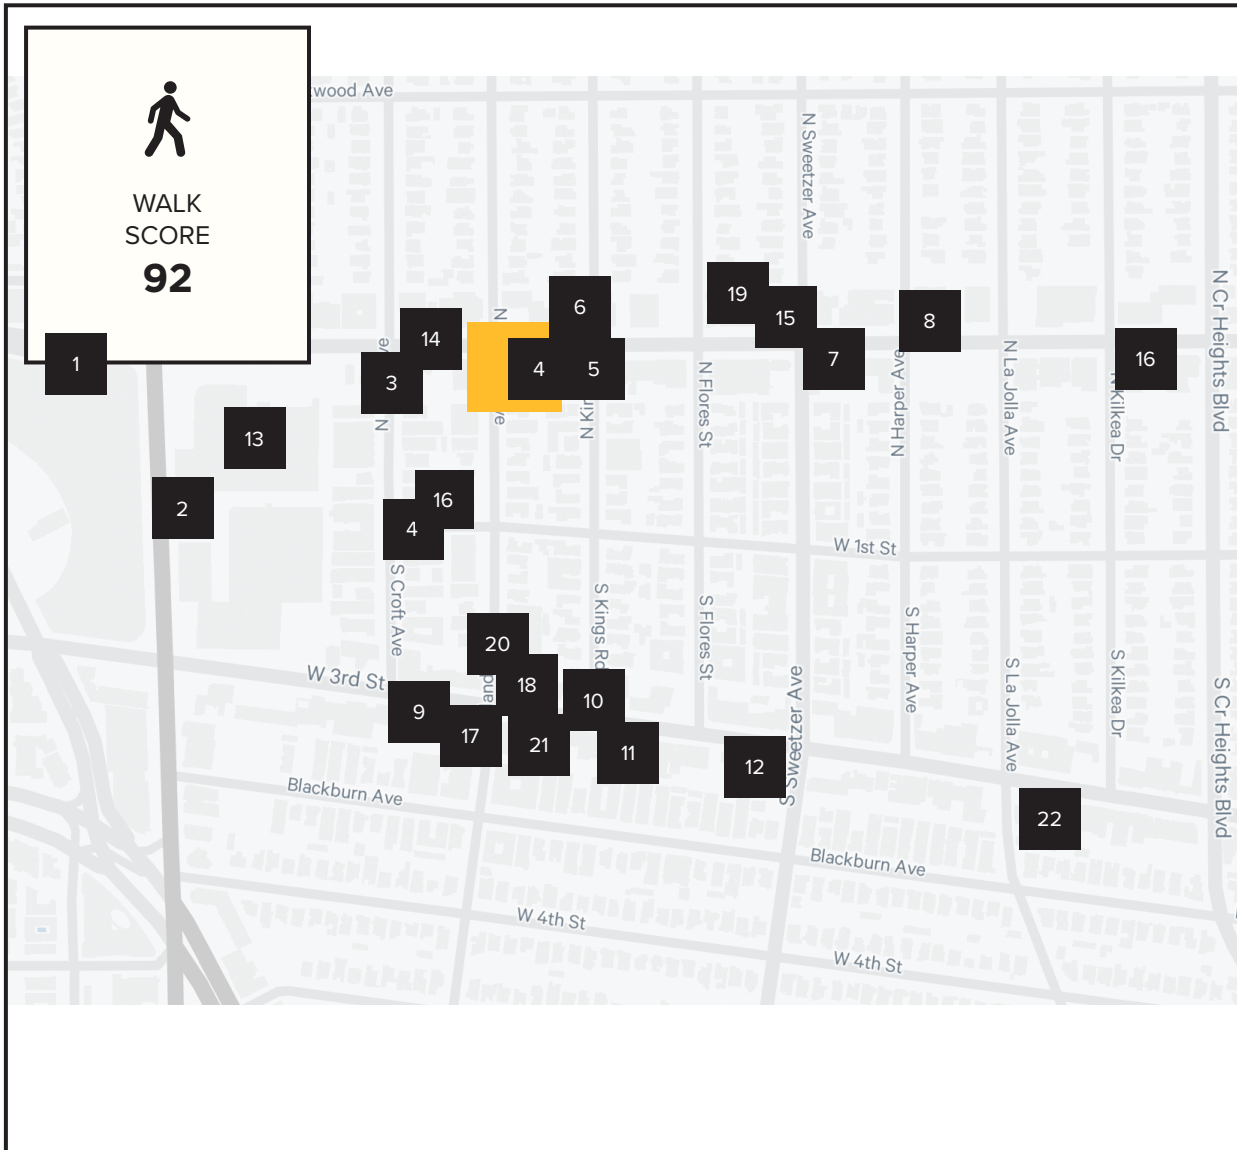 WALK
SCORE
92
wood Ave
N Sweetzer Ave
N Cr Heights Blvd
6
19
15
8
14
1
3
4
5
7
16
N
N Flores St
N Harper Ave
N La Jolla Ave
N Kilkea Dr
ve
N
13
16
2
4
W 1st St
S Croft Ave
S Kings Rd
S Flores St
S Harper Ave
S La Jolla Ave
S Kilkea Dr
S Cr Heights Blvd
20
W 3rd St
18
10
9
17
21
11
12
S Sweetzer Ave
22
Blackburn Ave
Blackburn Ave
W 4th St
W 4th St